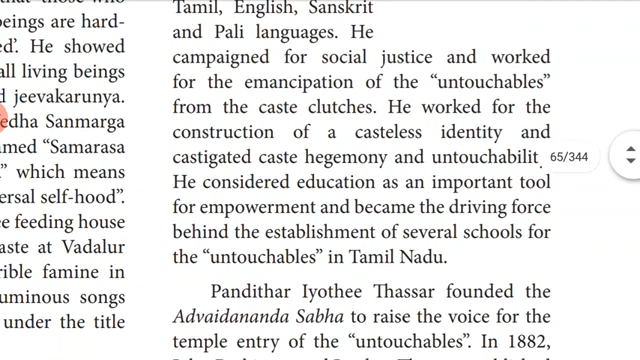 that those who
beings are hard-
ed'. He showed
all living beings
d jeevakarunya.
edha Sanmarga
amed "Samarasa
" which means
ersal self-hood".
ee feeding house
aste at Vadalur
rible famine in
uminous songs
under the title
Tamil, English, Sanskrit
and Pali languages. He
campaigned for social justice and worked
for the emancipation of the "untouchables"
from the caste clutches. He worked for the
construction of a casteless identity and
castigated caste hegemony and untouchabilit
He considered education as an important tool
for empowerment and became the driving force
behind the establishment of several schools for
the "untouchables" in Tamil Nadu.
Pandithar Iyothee Thassar founded the
Advaidananda Sabha to raise the voice for the
temple entry of the "untouchables". In 1882,
65/344